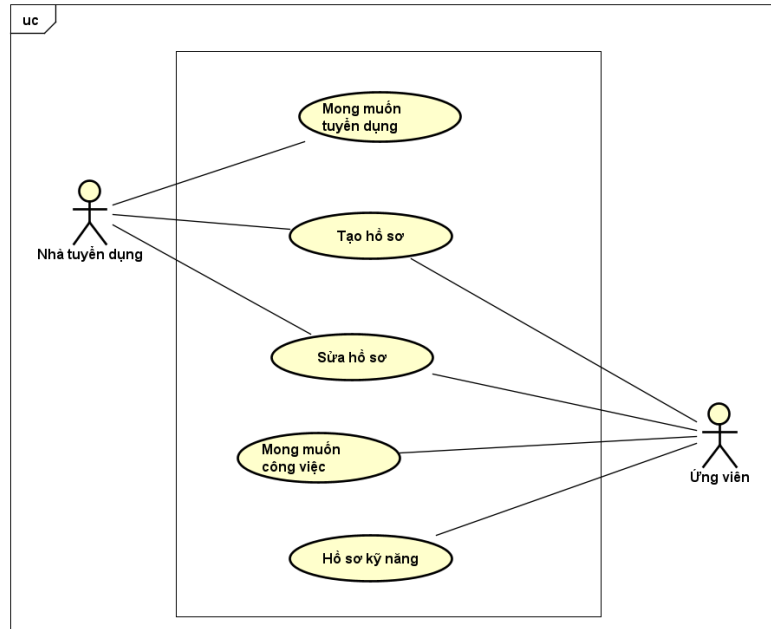 uc
Mong muốn
tuyển dụng
Nhà tuyển dụng
Tạo hồ sơ
Sửa hồ sơ
Mong muốn
công việc
Ứng viên
Hồ sơ kỹ năng